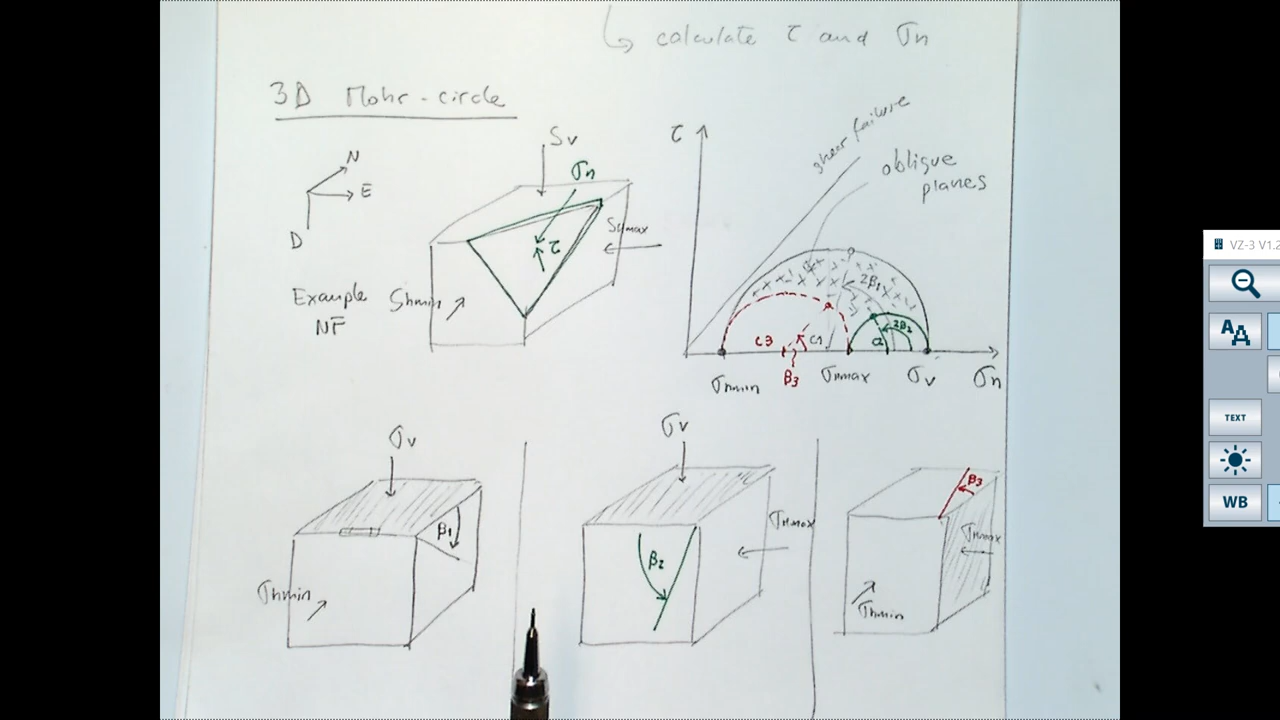 ↳ calculate τ and σn
3D Mohr-circle
N
E
D
Example
NF
Sv
σn
τ
SHmax
Shmin
τ
shear failure
oblique
planes
2β1
2β2
C3
C1
C2
β3
σhmin
σHmax
σv
σn
σv
β1
σhmin
σv
β2
σHmax
β3
σHmax
σhmin
VZ-3 V1.2
AA
TEXT
WB